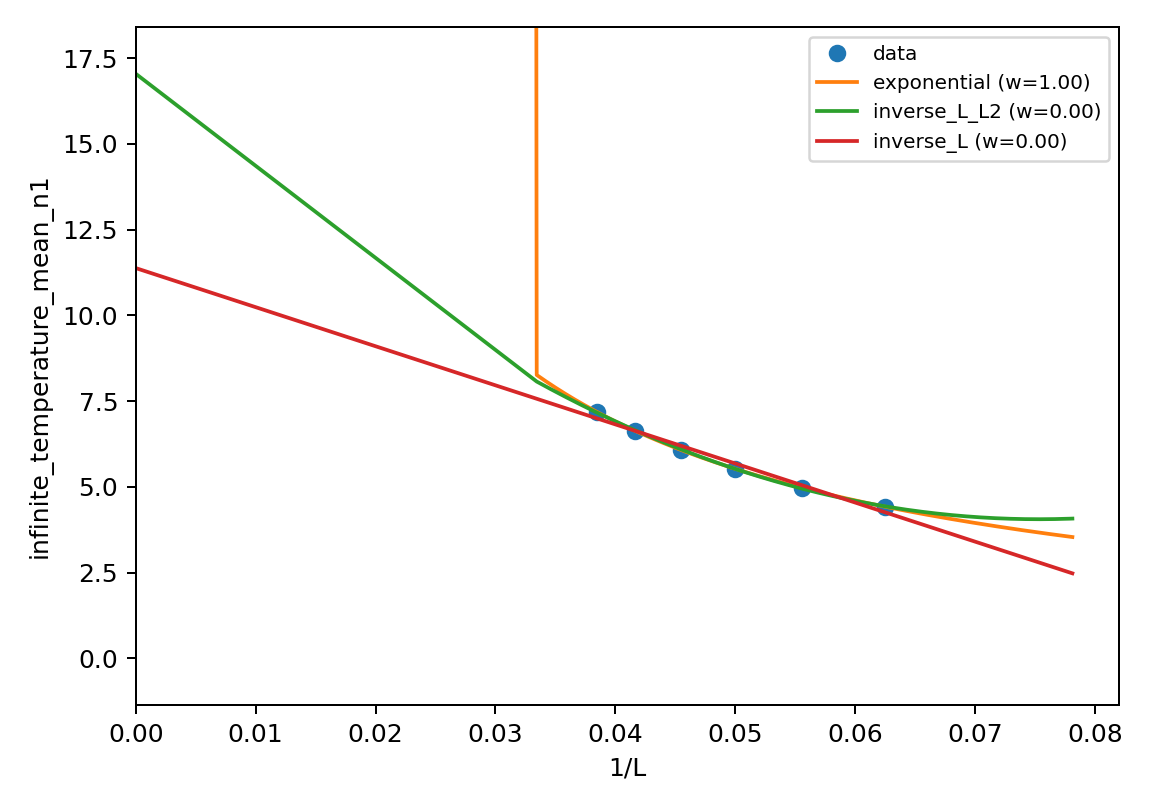 17.5
15.0
12.5
10.0
7.5
5.0
2.5
0.0
infinite_temperature_mean_n1
data
exponential (w=1.00)
inverse_L_L2 (w=0.00)
inverse_L (w=0.00)
0.00 0.01 0.02 0.03 0.04 0.05 0.06 0.07 0.08
1/L